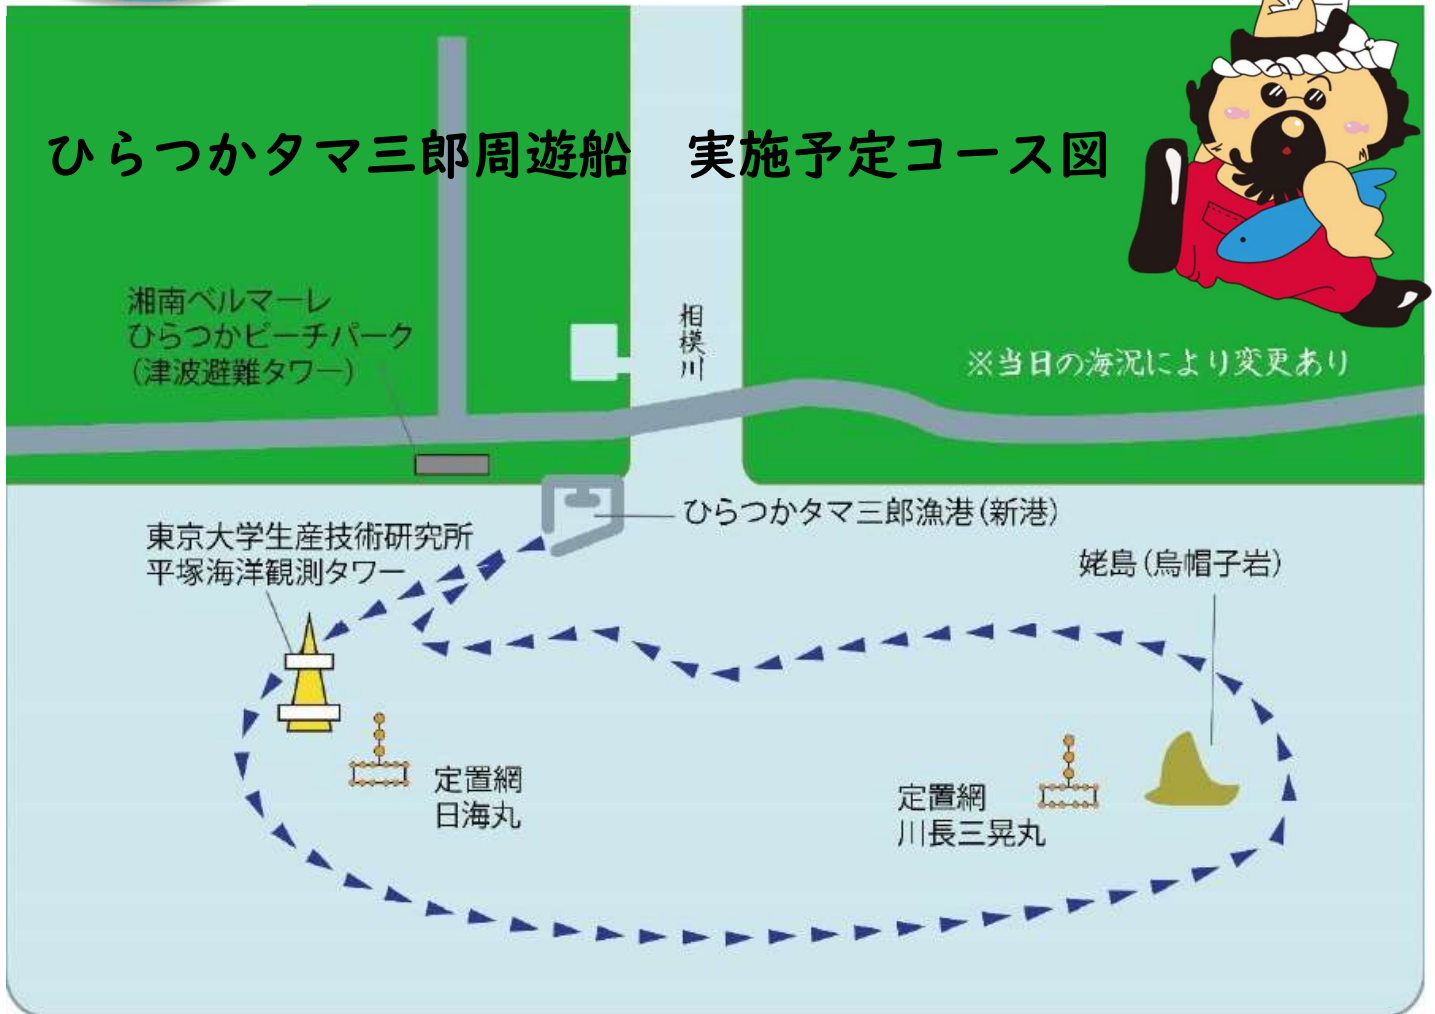 ひらつかタマ三郎周遊船　実施予定コース図
湘南ベルマーレ
ひらつかビーチパーク
(津波避難タワー)
相模川
※当日の海況により変更あり
ひらつかタマ三郎漁港(新港)
東京大学生産技術研究所
平塚海洋観測タワー
姥島(烏帽子岩)
定置網
日海丸
定置網
川長三晃丸